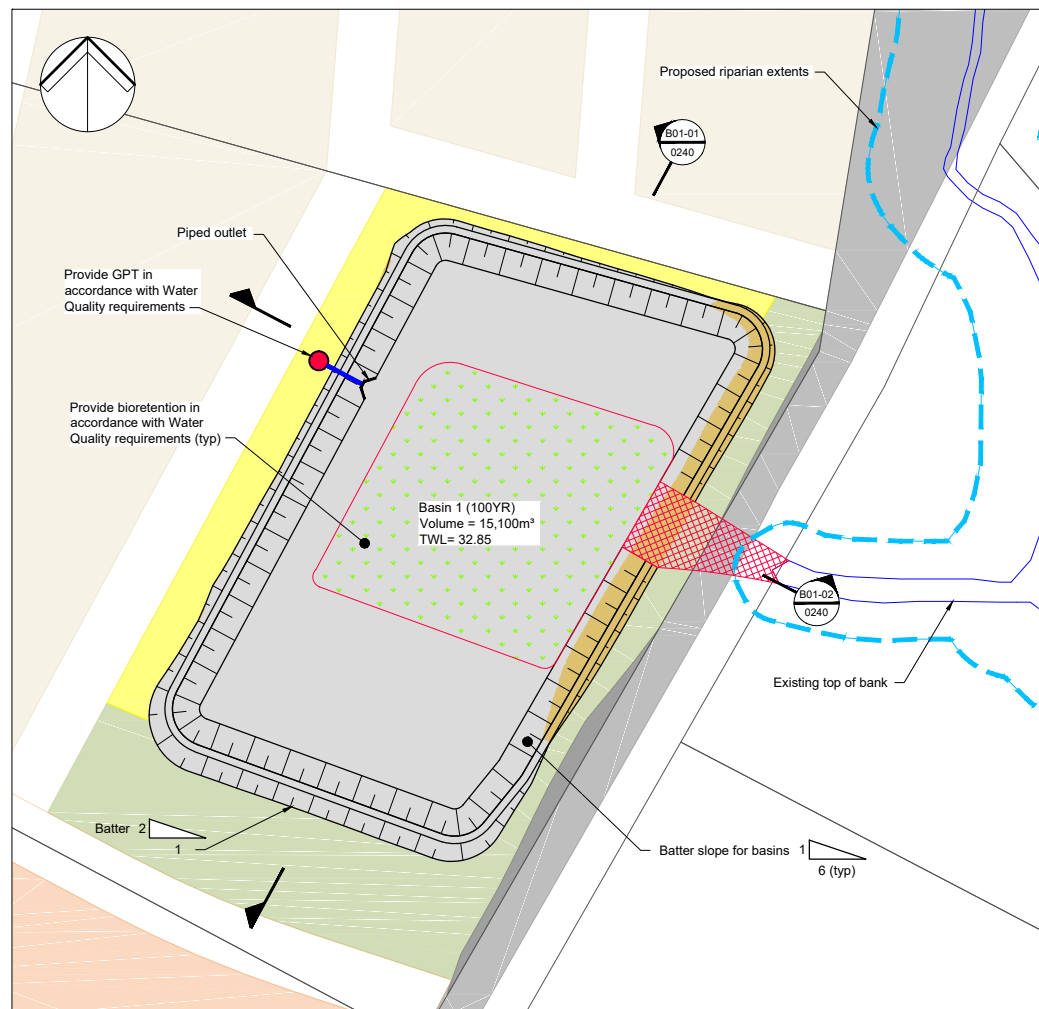 Proposed riparian extents
B01-01
0240
Piped outlet
Provide GPT in
accordance with Water
Quality requirements
Provide bioretention in
accordance with Water
Quality requirements (typ)
Basin 1 (100YR)
Volume = 15,100m³
TWL= 32.85
B01-02
0240
Existing top of bank
Batter 2
1
Batter slope for basins 1
6 (typ)